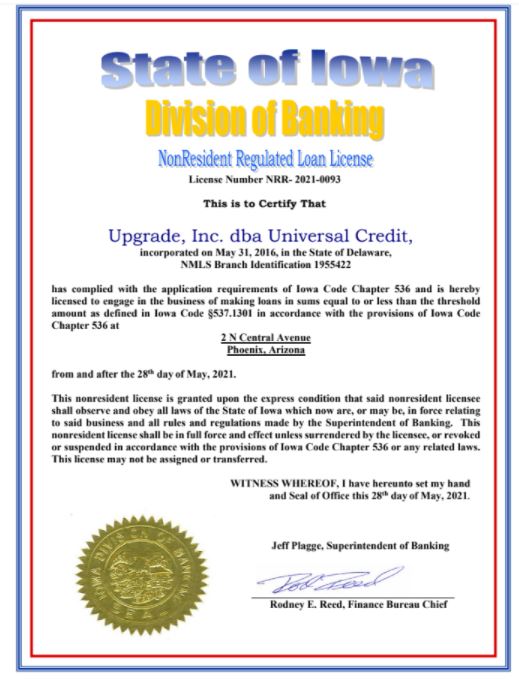 State of Iowa
Division of Banking
NonResident Regulated Loan License
License Number NRR- 2021-0093
This is to Certify That
Upgrade, Inc. dba Universal Credit,
incorporated on May 31, 2016, in the State of Delaware,
NMLS Branch Identification 1955422
has complied with the application requirements of Iowa Code Chapter 536 and is hereby
licensed to engage in the business of making loans in sums equal to or less than the threshold
amount as defined in Iowa Code §537.1301 in accordance with the provisions of Iowa Code
Chapter 536 at
2 N Central Avenue
Phoenix, Arizona
from and after the 28th day of May, 2021.
This nonresident license is granted upon the express condition that said nonresident licensee
shall observe and obey all laws of the State of Iowa which now are, or may be, in force relating
to said business and all rules and regulations made by the Superintendent of Banking. This
nonresident license shall be in full force and effect unless surrendered by the licensee, or revoked
or suspended in accordance with the provisions of Iowa Code Chapter 536 or any related laws.
This license may not be assigned or transferred.
WITNESS WHEREOF, I have hereunto set my hand
and Seal of Office this 28th day of May, 2021.
IOWA DIVISION OF BANKING
SEAL
Jeff Plagge, Superintendent of Banking
Rod Reed
Rodney E. Reed, Finance Bureau Chief